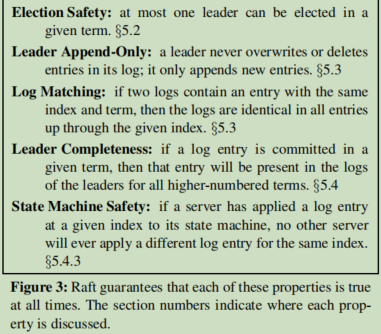 Election Safety: at most one leader can be elected in a
given term. §5.2
Leader Append-Only: a leader never overwrites or deletes
entries in its log; it only appends new entries. §5.3
Log Matching: if two logs contain an entry with the same
index and term, then the logs are identical in all entries
up through the given index. §5.3
Leader Completeness: if a log entry is committed in a
given term, then that entry will be present in the logs
of the leaders for all higher-numbered terms. §5.4
State Machine Safety: if a server has applied a log entry
at a given index to its state machine, no other server
will ever apply a different log entry for the same index.
§5.4.3
Figure 3: Raft guarantees that each of these properties is true
at all times. The section numbers indicate where each prop-
erty is discussed.